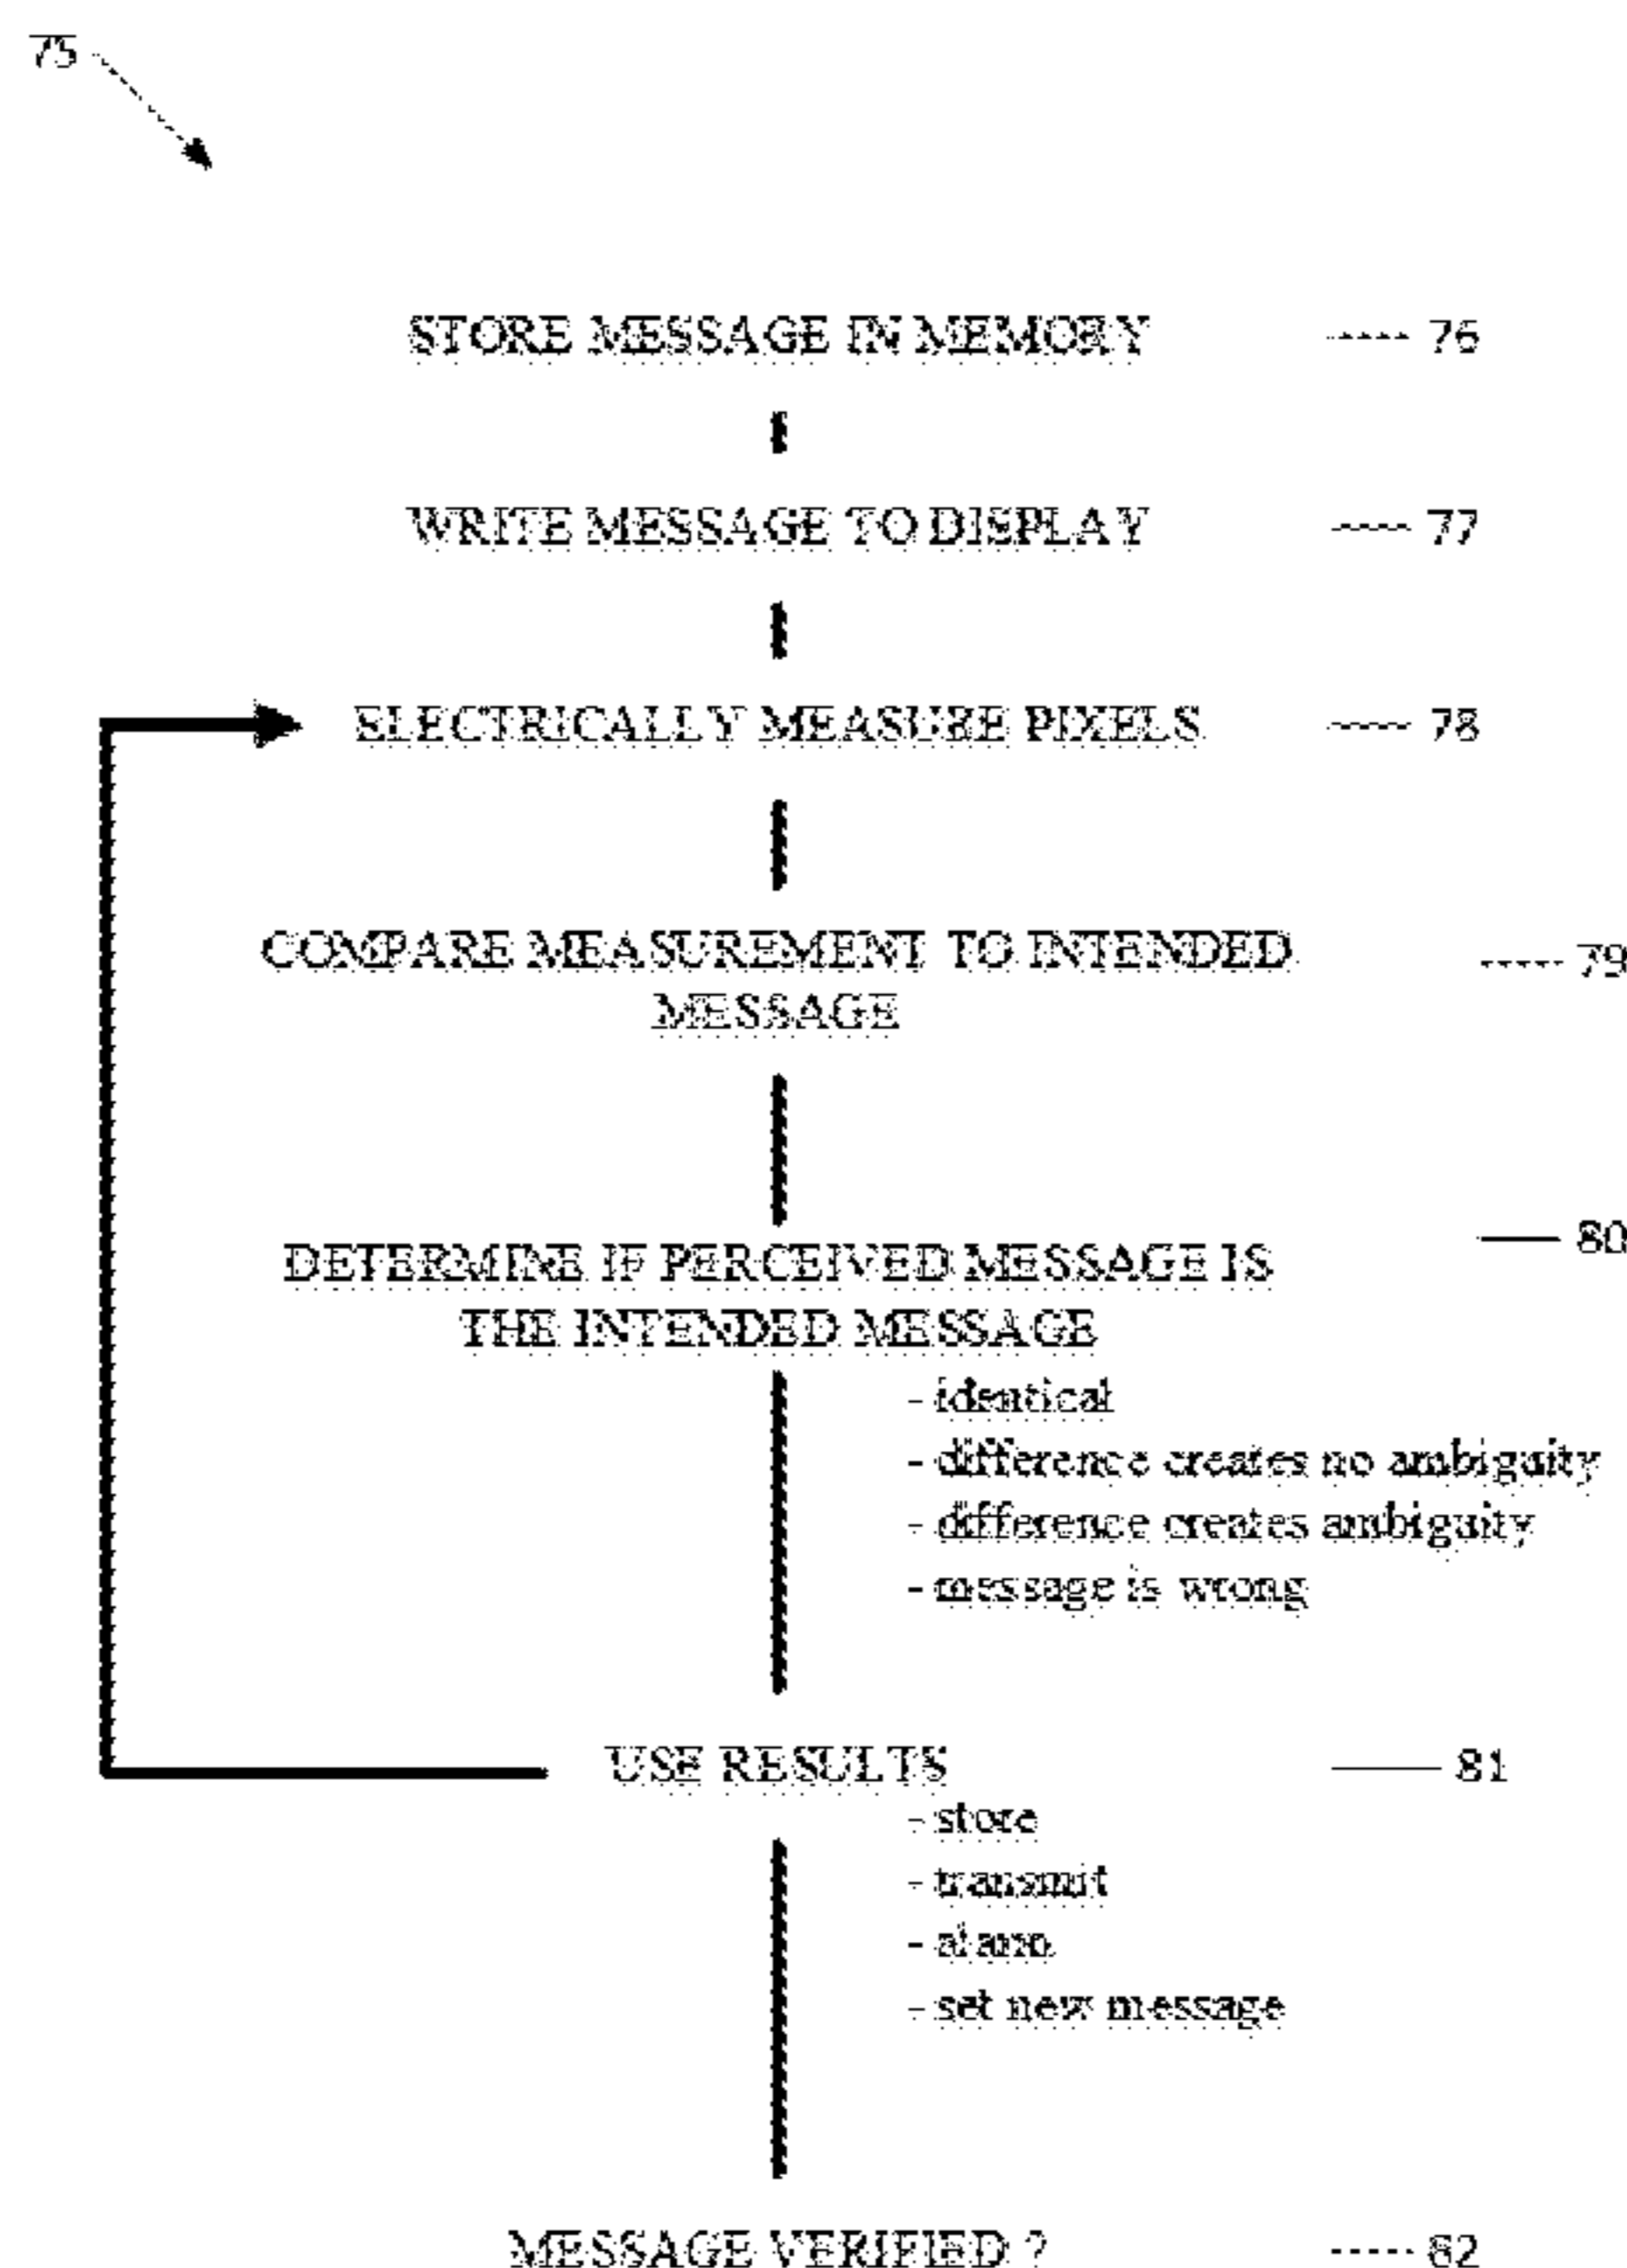 75
STORE MESSAGE IN MEMORY 76
WRITE MESSAGE TO DISPLAY 77
ELECTRICALLY MEASURE PIXELS 78
COMPARE MEASUREMENT TO INTENDED 79
MESSAGE
DETERMINE IF PERCEIVED MESSAGE IS 80
THE INTENDED MESSAGE
- identical
- difference creates no ambiguity
- difference creates ambiguity
- message is wrong
USE RESULTS 81
- store
- transmit
- alarm
- set new message
MESSAGE VERIFIED ? 82